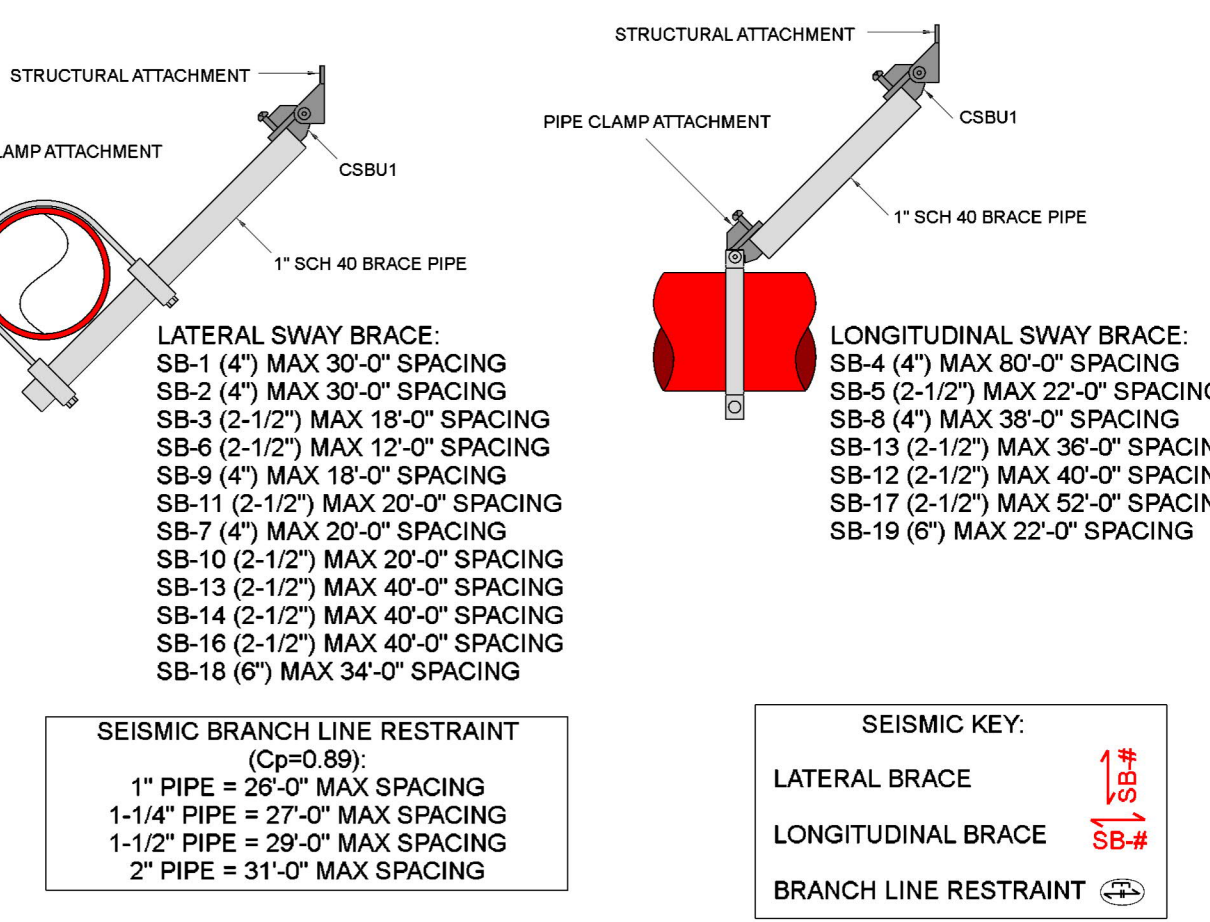 STRUCTURAL ATTACHMENT
CSBU1
1" SCH 40 BRACE PIPE
ATTACHMENT
LATERAL SWAY BRACE:
SB-1 (4") MAX 30'-0" SPACING
SB-2 (4") MAX 30'-0" SPACING
SB-3 (2-1/2") MAX 18'-0" SPACING
SB-6 (2-1/2") MAX 12'-0" SPACING
SB-9 (4") MAX 18'-0" SPACING
SB-11 (2-1/2") MAX 20'-0" SPACING
SB-7 (4") MAX 20'-0" SPACING
SB-10 (2-1/2") MAX 20'-0" SPACING
SB-13 (2-1/2") MAX 40'-0" SPACING
SB-14 (2-1/2") MAX 40'-0" SPACING
SB-16 (2-1/2") MAX 40'-0" SPACING
SB-18 (6") MAX 34'-0" SPACING
STRUCTURAL ATTACHMENT
PIPE CLAMP ATTACHMENT
CSBU1
1" SCH 40 BRACE PIPE
LONGITUDINAL SWAY BRACE:
SB-4 (4") MAX 80'-0" SPACING
SB-5 (2-1/2") MAX 22'-0"
SB-8 (4") MAX 38'-0" SPACING
SB-13 (2-1/2") MAX 36'-0"
SB-12 (2-1/2") MAX 40'-0"
SB-17 (2-1/2") MAX 52'-0"
SB-19 (6") MAX 22'-0" SPACING
SEISMIC BRANCH LINE RESTRAINT
(Cp=0.89):
1" PIPE = 26'-0" MAX SPACING
1-1/4" PIPE = 27'-0" MAX SPACING
1-1/2" PIPE = 29'-0" MAX SPACING
2" PIPE = 31'-0" MAX SPACING
SEISMIC KEY:
LATERAL BRACE SB-#
LONGITUDINAL BRACE SB-#
BRANCH LINE RESTRAINT